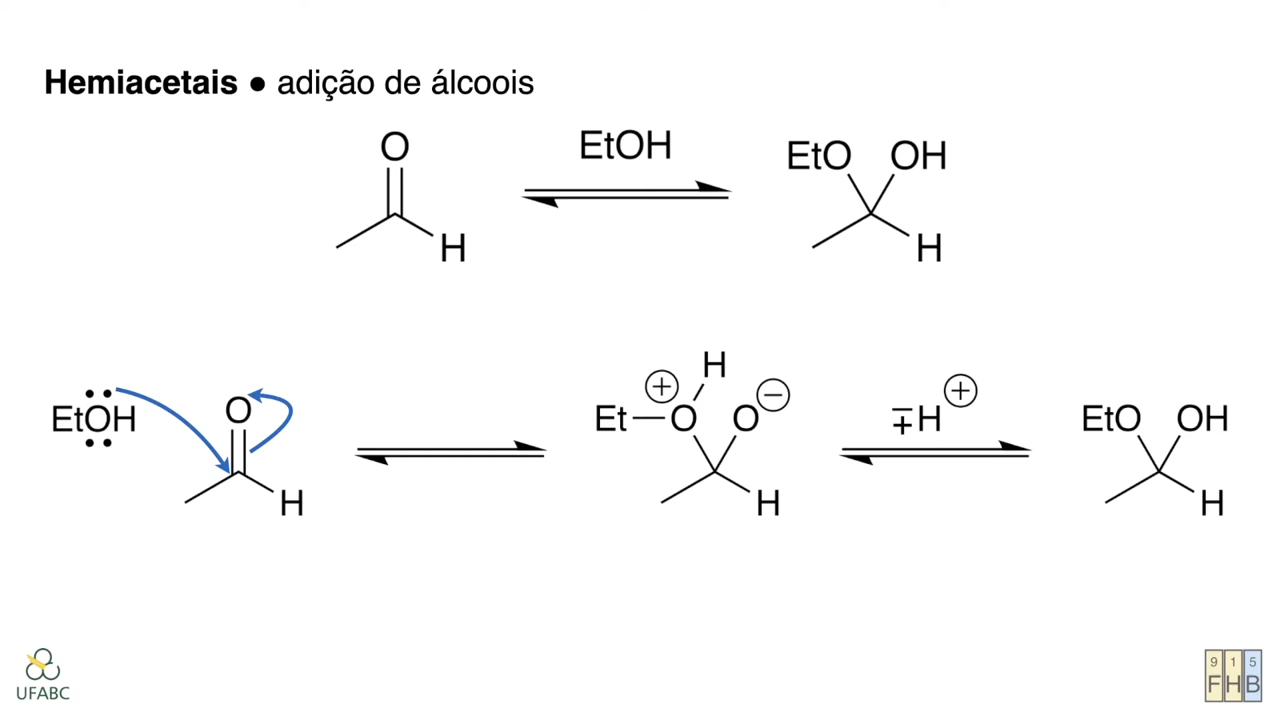 Hemiacetais ● adição de álcoois
O
H
EtOH
EtO OH
H
EtOH
O
H
H
Et O
+
O
−
H
∓H
+
EtO OH
H
UFABC
9 1 5
F H B